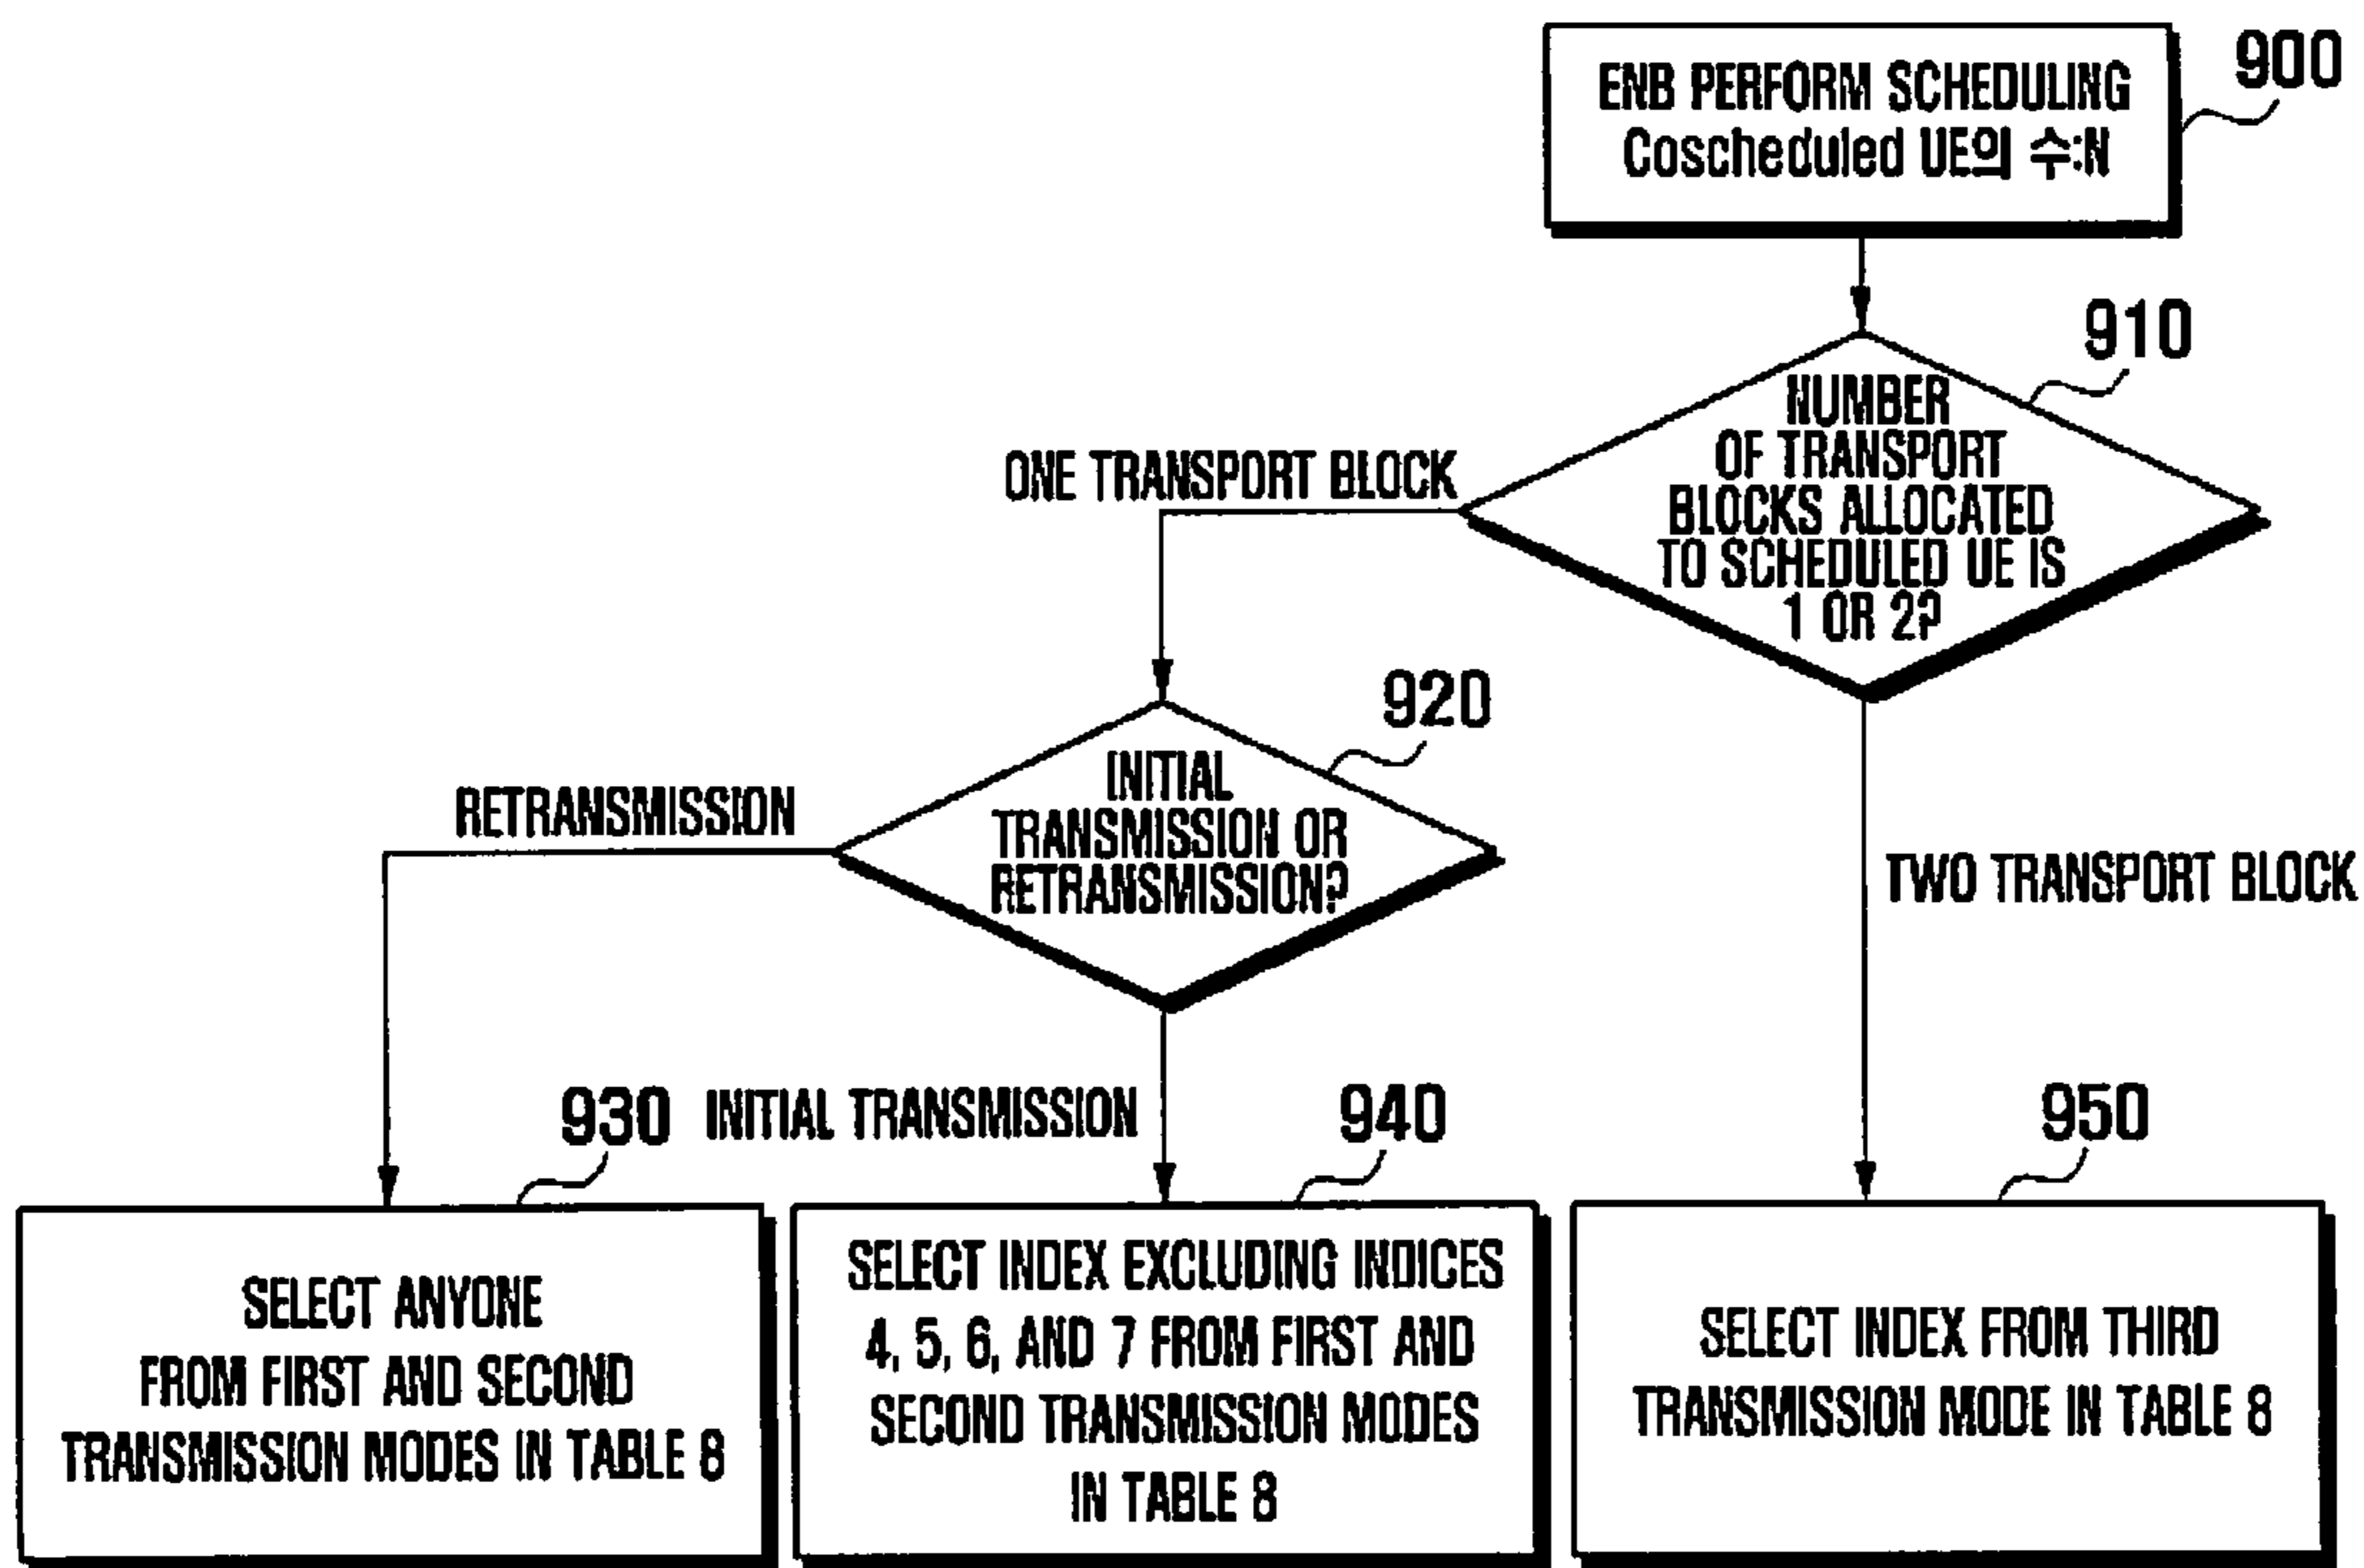 ENB PERFORM SCHEDULING
Coscheduled UE의 수:N
900
910
NUMBER
OF TRANSPORT
BLOCKS ALLOCATED
TO SCHEDULED UE IS
1 OR 2?
ONE TRANSPORT BLOCK
920
INITIAL
TRANSMISSION OR
RETRANSMISSION?
RETRANSMISSION
TWO TRANSPORT BLOCK
930
INITIAL TRANSMISSION
940
950
SELECT ANYONE
FROM FIRST AND SECOND
TRANSMISSION MODES IN TABLE 8
SELECT INDEX EXCLUDING INDICES
4, 5, 6, AND 7 FROM FIRST AND
SECOND TRANSMISSION MODES
IN TABLE 8
SELECT INDEX FROM THIRD
TRANSMISSION MODE IN TABLE 8